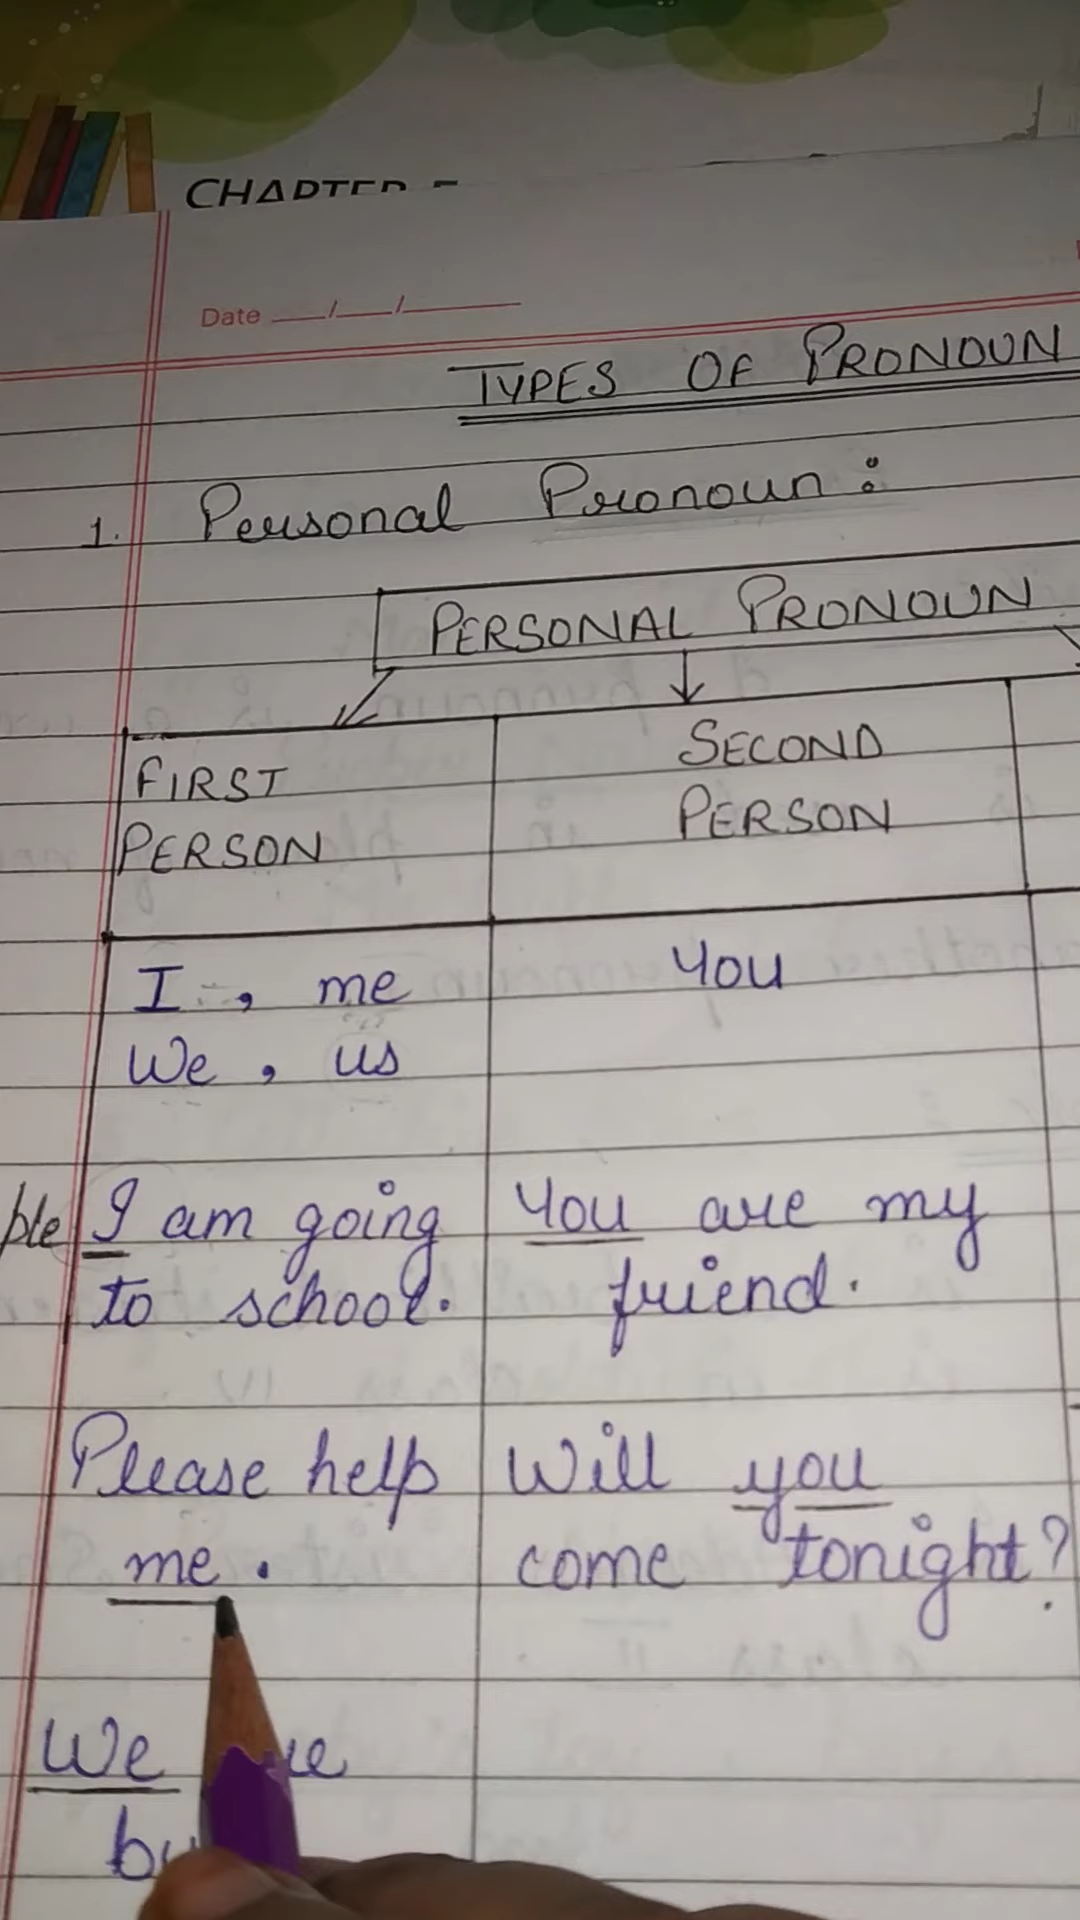 CHAPTER
Date
TYPES OF PRONOUN
1. Personal Pronoun :
PERSONAL PRONOUN
FIRST PERSON
SECOND PERSON
I , me
We , us
You
I am going
to school.
You are my
friend.
Please help
me.
Will you
come tonight?
We